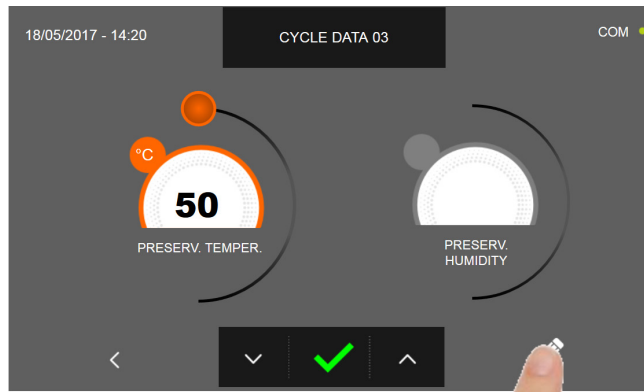 18/05/2017 - 14:20
CYCLE DATA 03
COM
°C
50
PRESERV. TEMPER.
PRESERV.
HUMIDITY